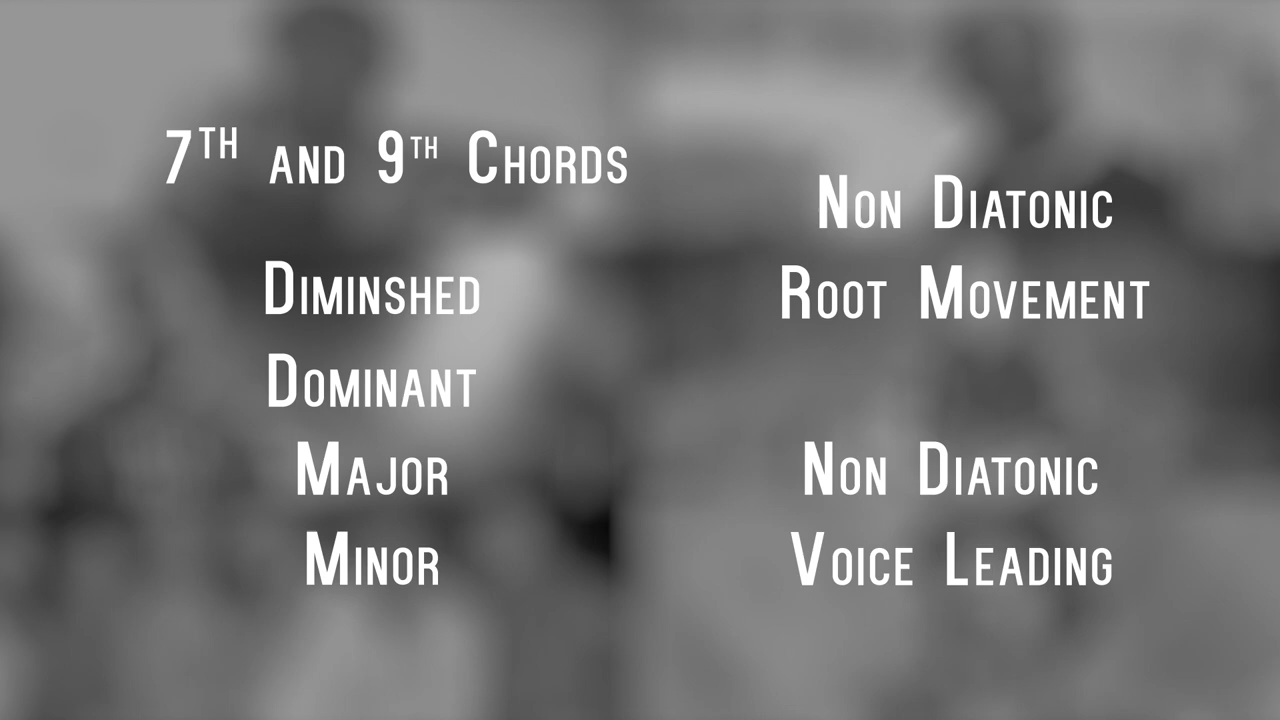 7TH and 9TH Chords
Diminshed
Dominant
Major
Minor
Non Diatonic
Root Movement
Non Diatonic
Voice Leading